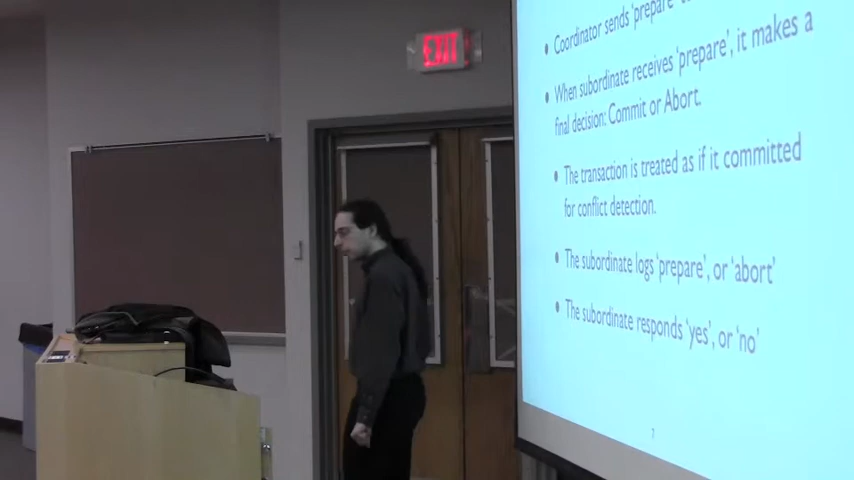 EXIT
• Coordinator sends 'prepare'
• When subordinate receives 'prepare', it makes a
final decision: Commit or Abort.
• The transaction is treated as if it committed
for conflict detection.
• The subordinate logs 'prepare', or 'abort'
• The subordinate responds 'yes', or 'no'
7